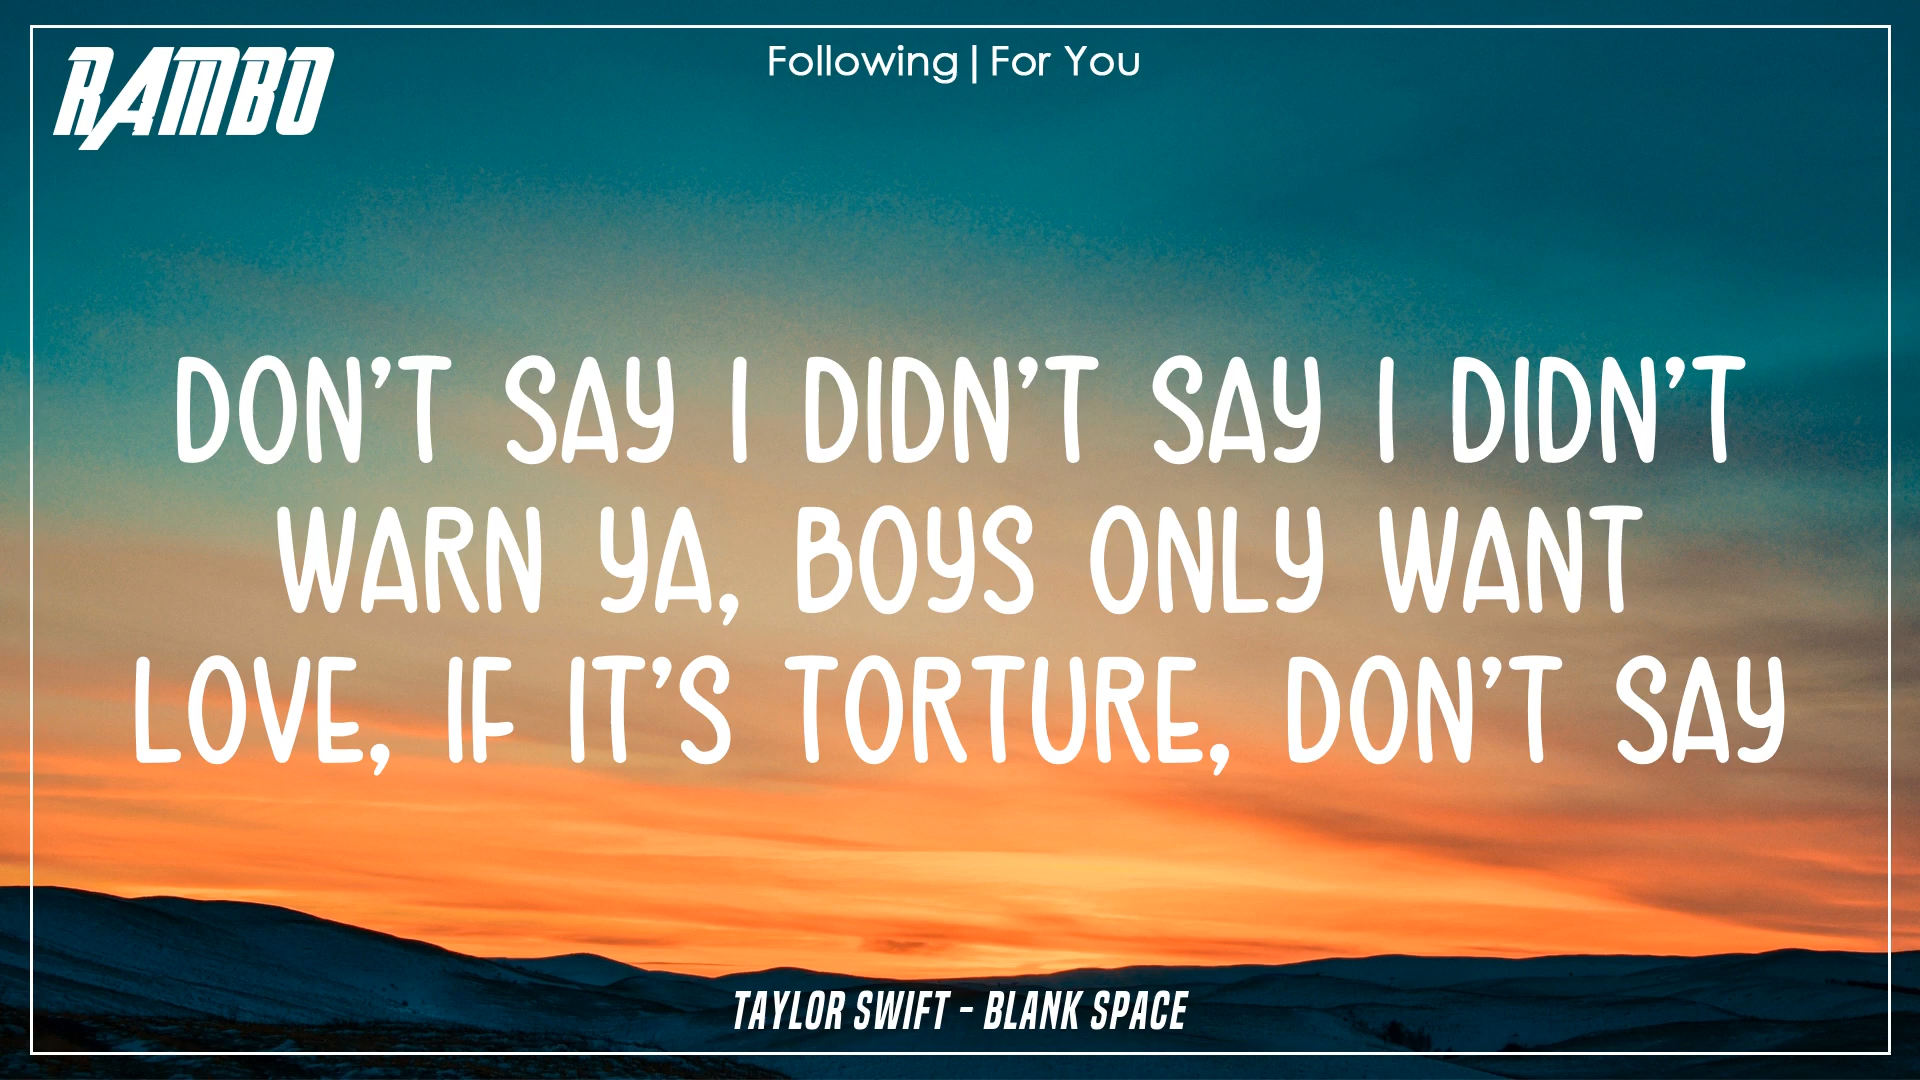 RAMBO
Following | For You
DON'T SAY I DIDN'T SAY I DIDN'T
WARN YA, BOYS ONLY WANT
LOVE, IF IT'S TORTURE, DON'T SAY
TAYLOR SWIFT - BLANK SPACE